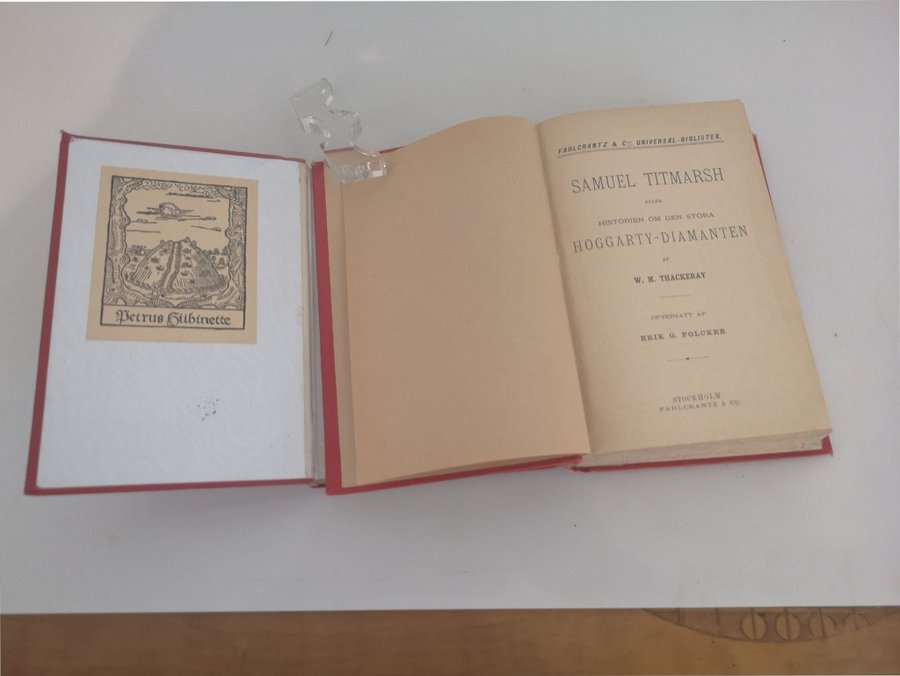 Petrus Hübinette
FAHLCRANTZ & C:o UNIVERSAL-BIBLIOTEK.
SAMUEL TITMARSH
ELLER
HISTORIEN OM DEN STORA
HOGGARTY-DIAMANTEN
AF
W. M. THACKERAY
ÖFVERSATT AF
ERIK G. FOLCKER
STOCKHOLM
FAHLCRANTZ & C:o.